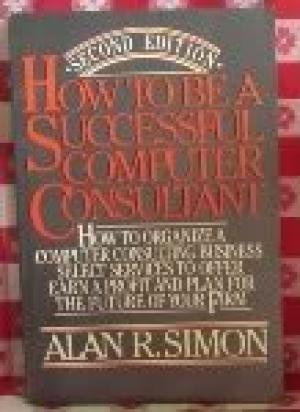 SECOND EDITION
HOW TO BE A
SUCCESSFUL
COMPUTER
CONSULTANT
HOW TO ORGANIZE A
COMPUTER CONSULTING BUSINESS
SELECT SERVICES TO OFFER
EARN A PROFIT AND PLAN FOR
THE FUTURE OF YOUR FIRM
ALAN R. SIMON